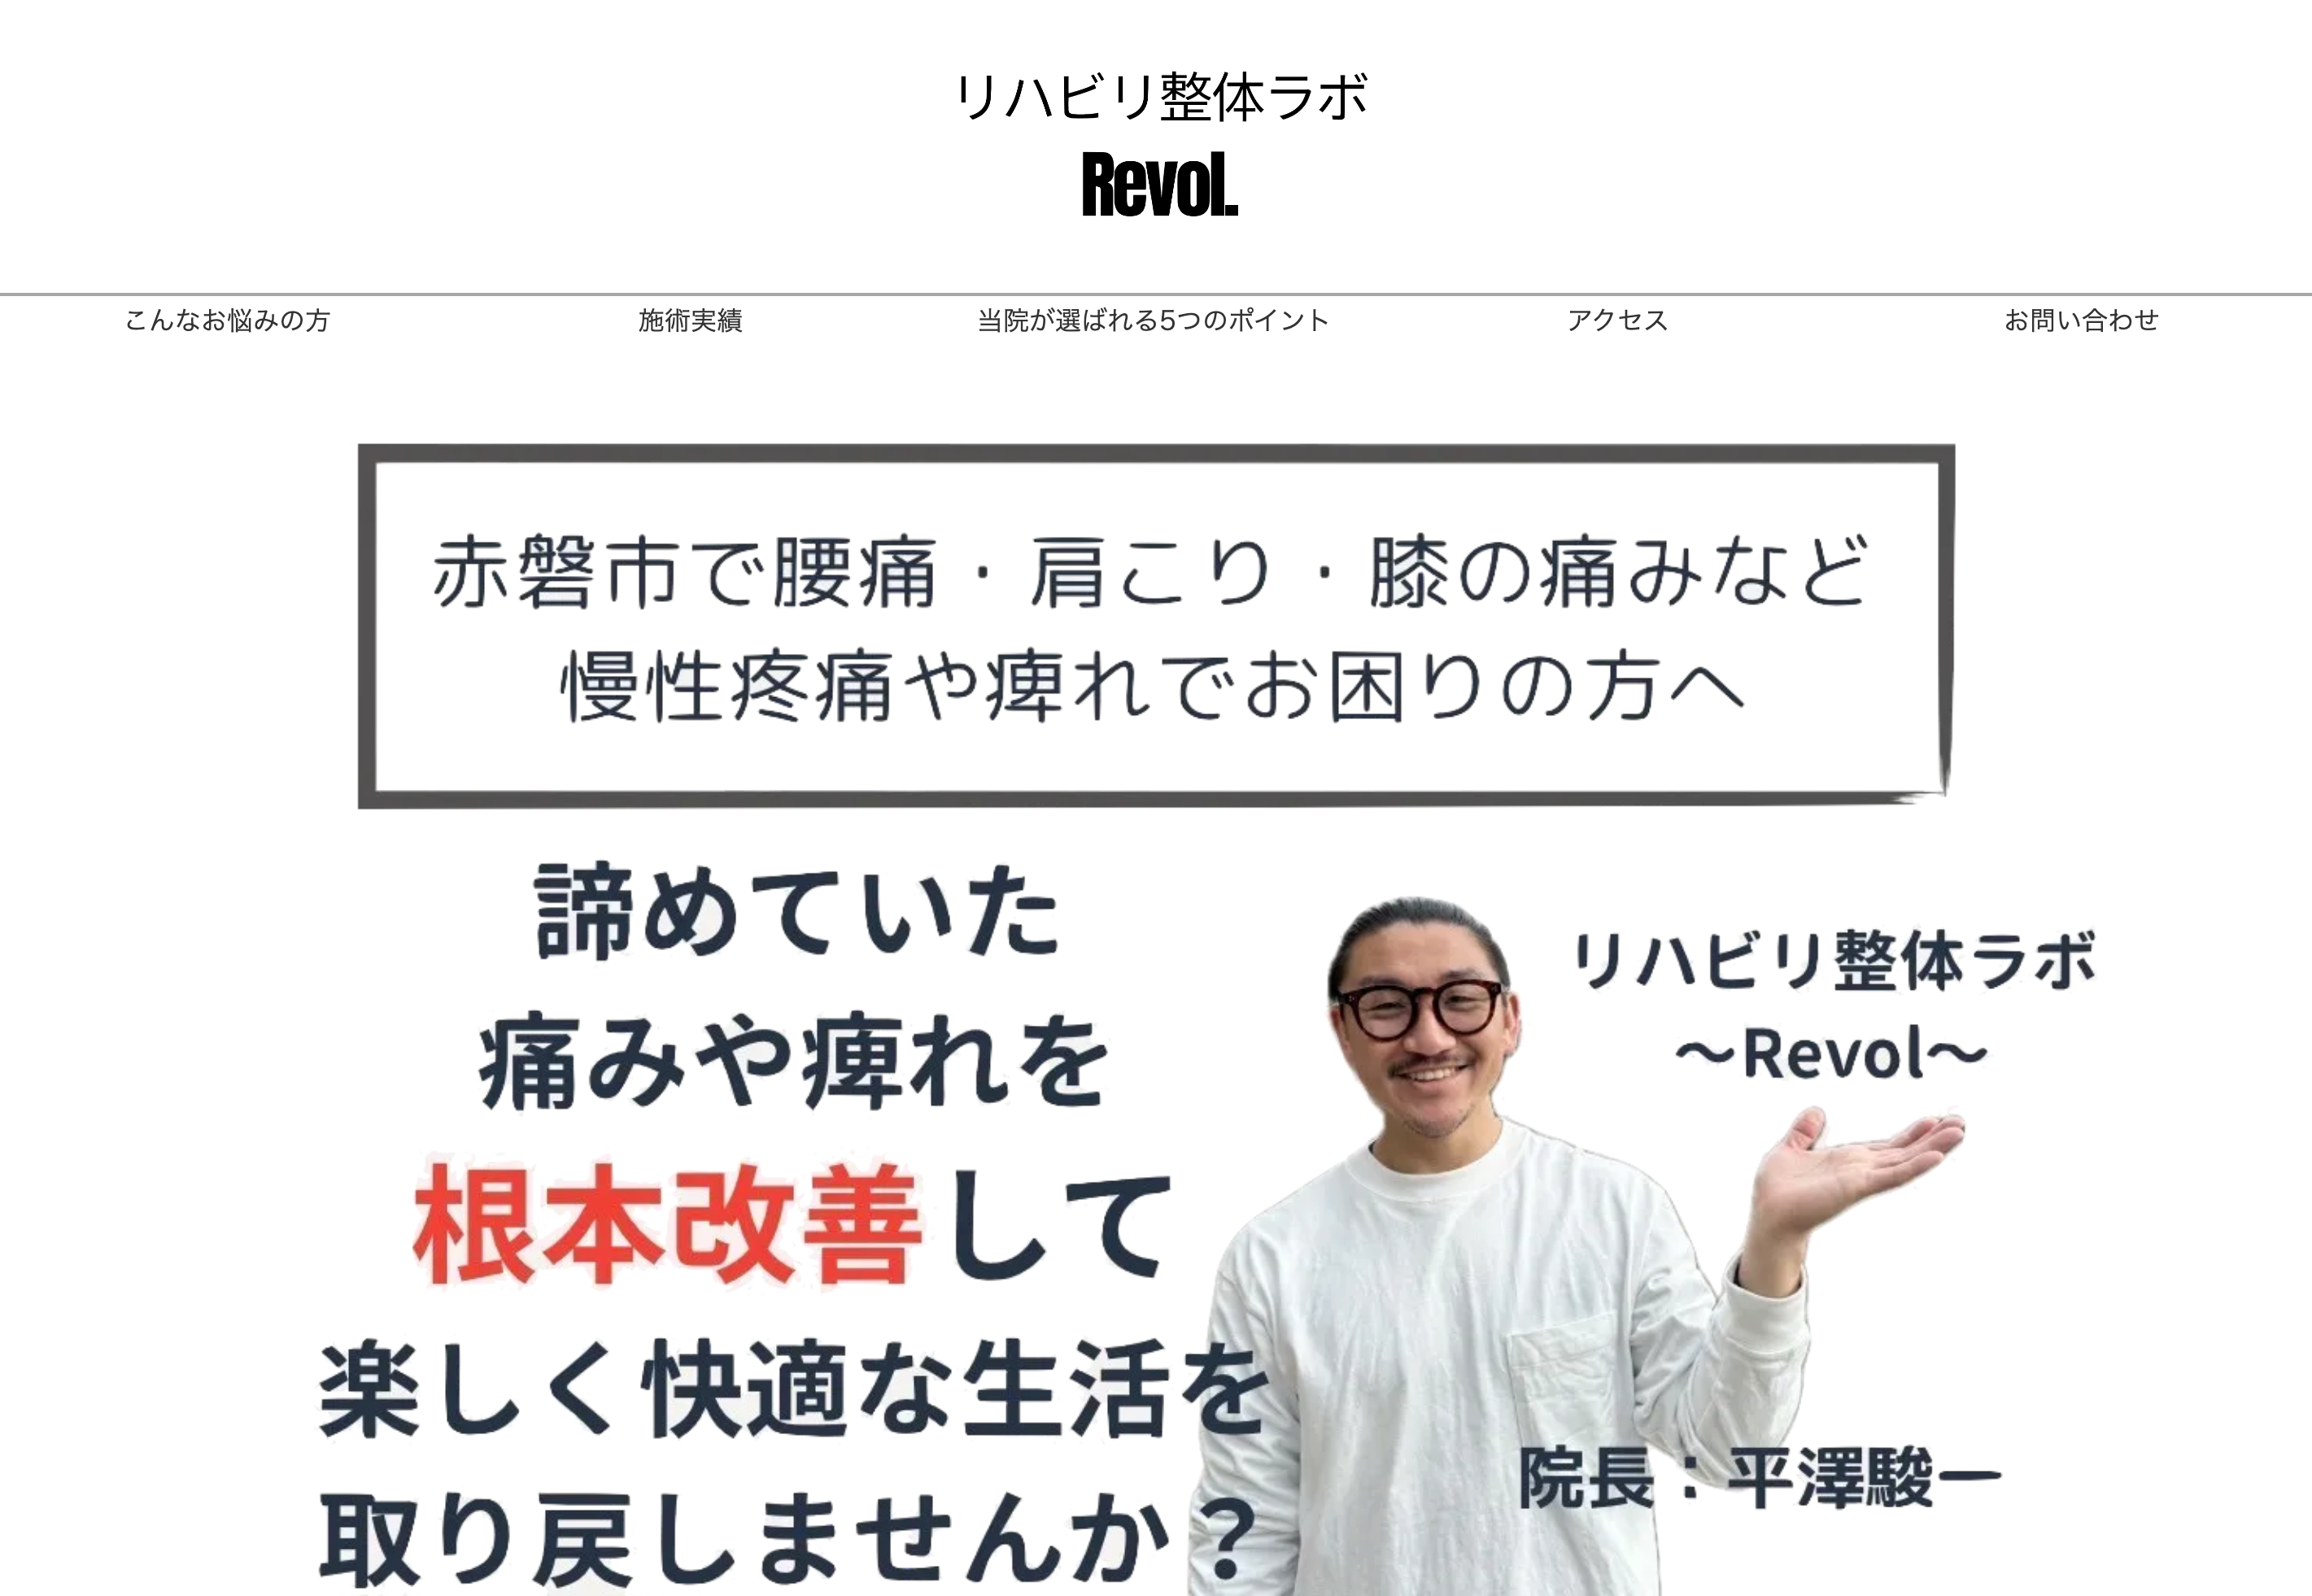 リハビリ整体ラボ
Revol.
こんなお悩みの方
施術実績
当院が選ばれる5つのポイント
アクセス
お問い合わせ
赤磐市で腰痛・肩こり・膝の痛みなど
慢性疼痛や痺れでお困りの方へ
諦めていた
痛みや痺れを
根本改善して
楽しく快適な生活を
取り戻しませんか？
リハビリ整体ラボ
〜Revol〜
院長：平澤駿一